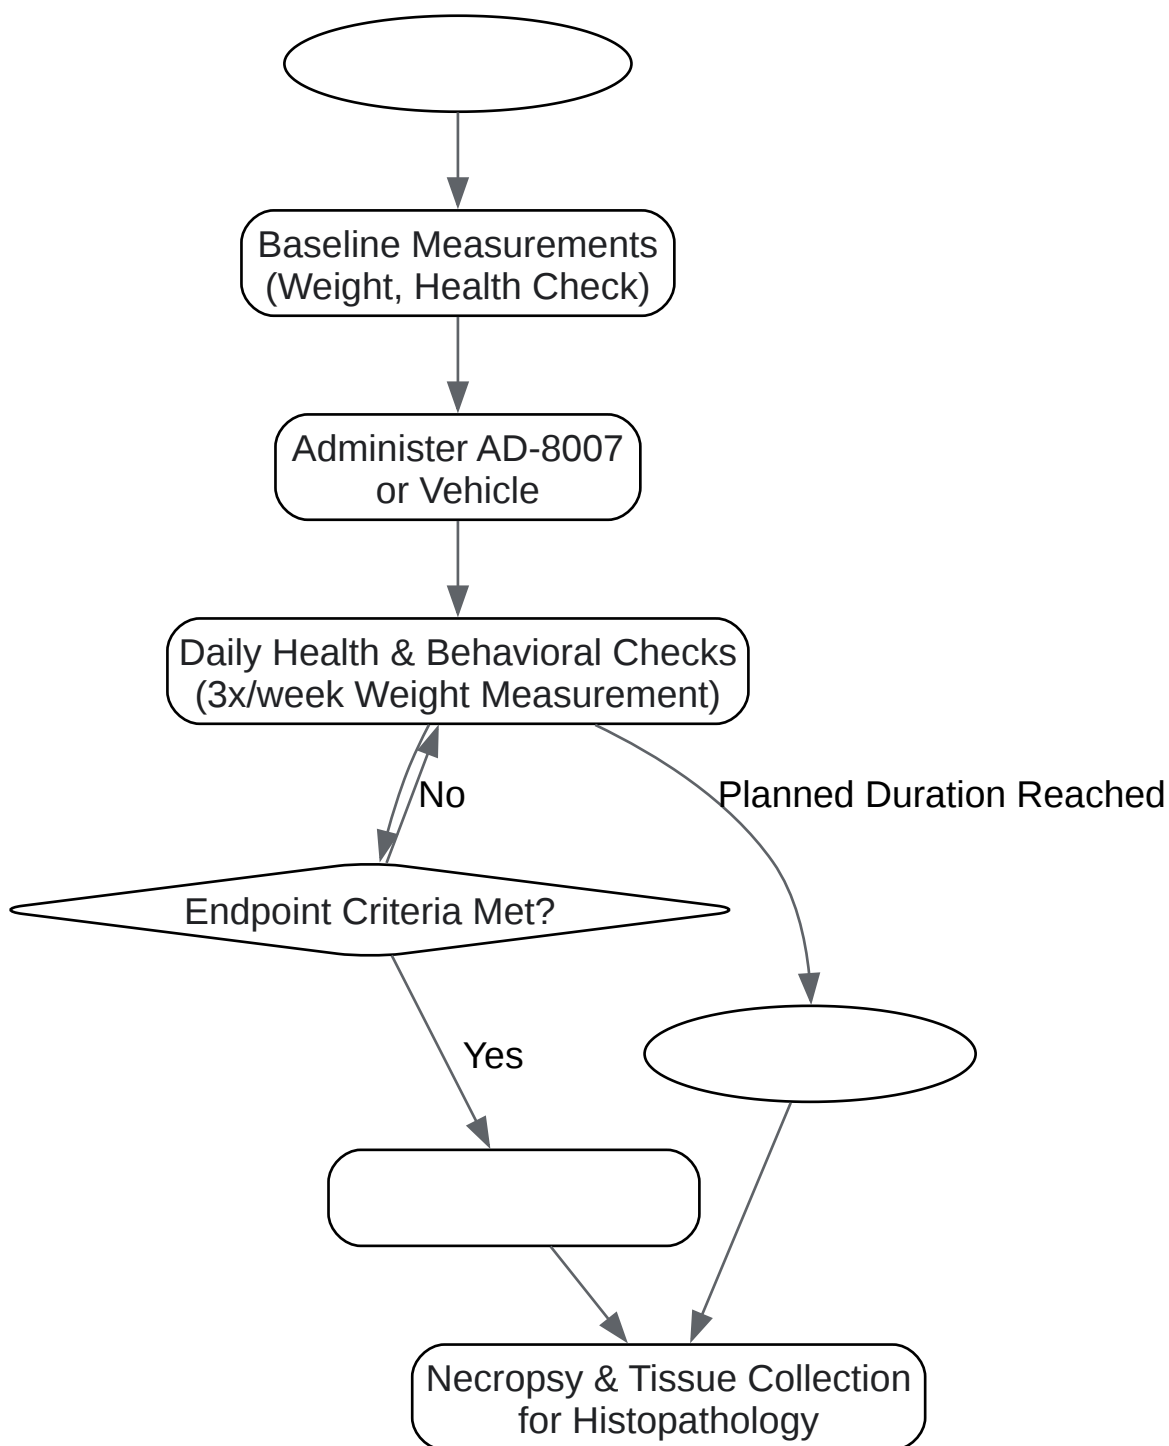 Baseline Measurements
(Weight, Health Check)
Administer AD-8007
or Vehicle
Daily Health & Behavioral Checks
(3x/week Weight Measurement)
No
Planned Duration Reached
Endpoint Criteria Met?
Yes
Necropsy & Tissue Collection
for Histopathology